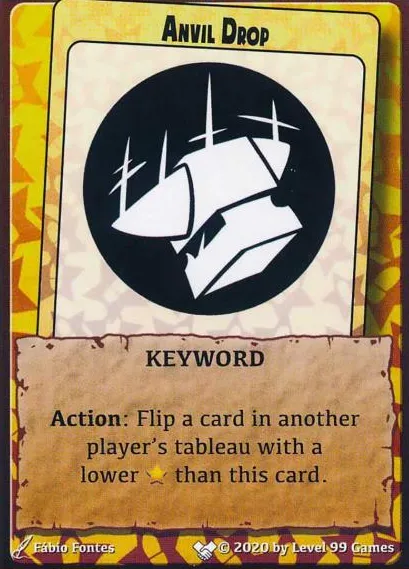 ANVIL DROP
KEYWORD
Action: Flip a card in another
player's tableau with a
lower ⭐ than this card.
Fábio Fontes
© 2020 by Level 99 Games